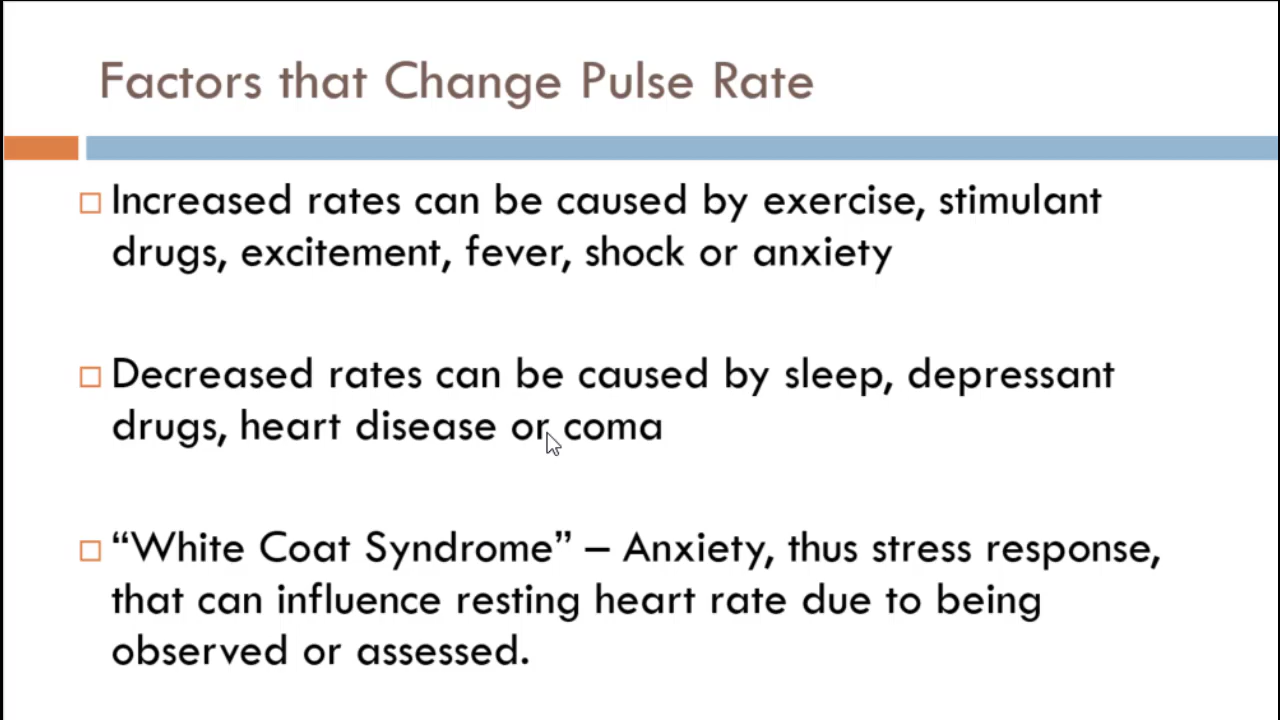 Factors that Change Pulse Rate
Increased rates can be caused by exercise, stimulant
drugs, excitement, fever, shock or anxiety
Decreased rates can be caused by sleep, depressant
drugs, heart disease or coma
“White Coat Syndrome” – Anxiety, thus stress response,
that can influence resting heart rate due to being
observed or assessed.